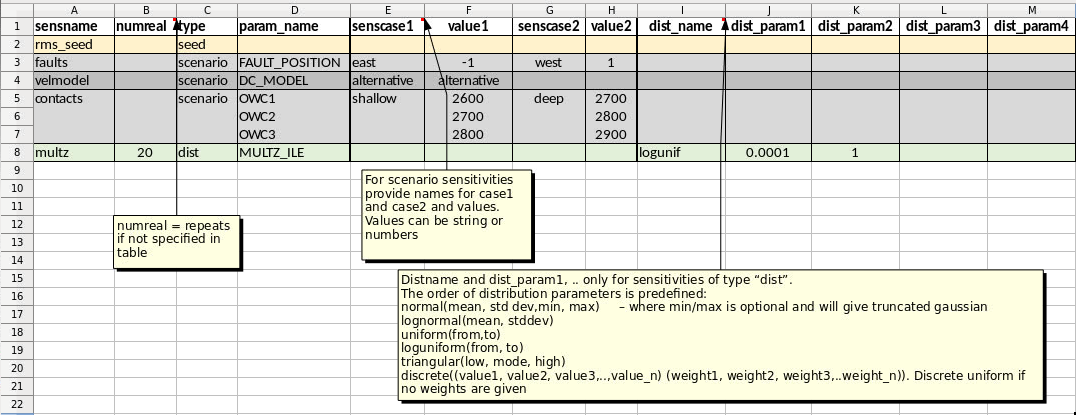 A B C D E F G H I J K L M
1 sensname numreal type param_name senscase1 value1 senscase2 value2 dist_name dist_param1 dist_param2 dist_param3 dist_param4
2 rms_seed seed
3 faults scenario FAULT_POSITION east -1 west 1
4 velmodel scenario DC_MODEL alternative alternative
5 contacts scenario OWC1 shallow 2600 deep 2700
6 OWC2 2700 2800
7 OWC3 2800 2900
8 multz 20 dist MULTZ_ILE logunif 0.0001 1
9
10
11
12
13
14
15
16
17
18
19
20
21
22
numreal = repeats
if not specified in
table
For scenario sensitivities
provide names for case1
and case2 and values.
Values can be string or
numbers
Distname and dist_param1, .. only for sensitivities of type “dist”.
The order of distribution parameters is predefined:
normal(mean, std dev,min, max) – where min/max is optional and will give truncated gaussian
lognormal(mean, stddev)
uniform(from,to)
loguniform(from, to)
triangular(low, mode, high)
discrete((value1, value2, value3,..,value_n) (weight1, weight2, weight3,..weight_n)). Discrete uniform if
no weights are given